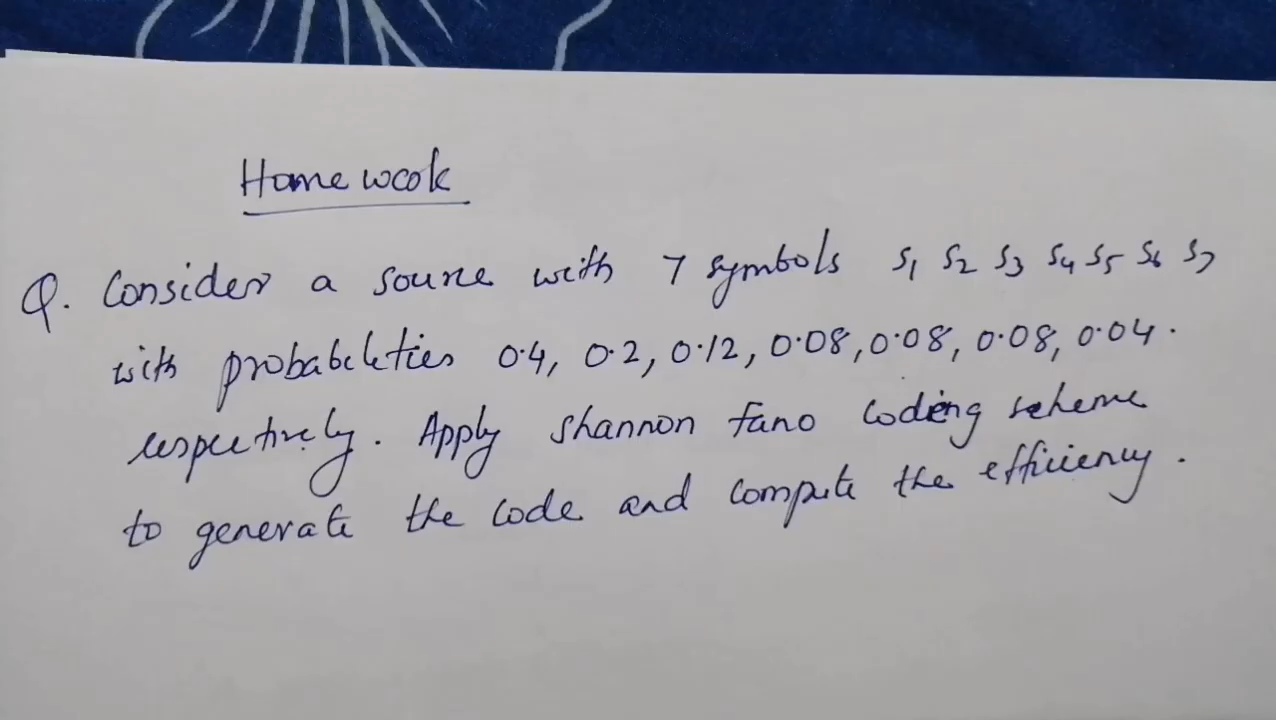 Homework
Q. Consider a source with 7 symbols S1 S2 S3 S4 S5 S6 S7
with probabilities 0.4, 0.2, 0.12, 0.08, 0.08, 0.08, 0.04.
respectively. Apply Shannon fano coding scheme
to generate the code and compute the efficiency.